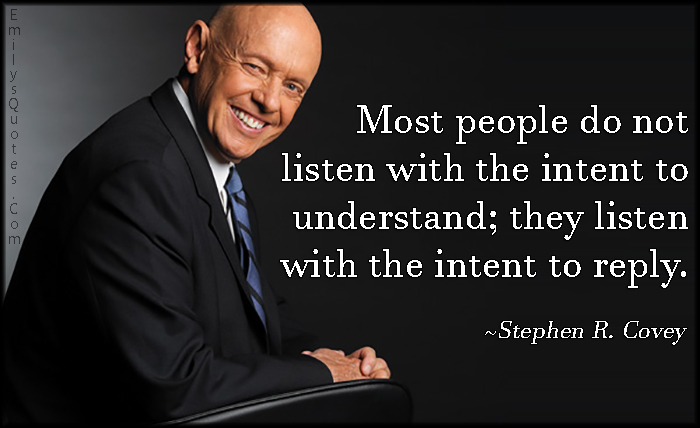 EmilysQuotes.Com
Most people do not
listen with the intent to
understand; they listen
with the intent to reply.
~Stephen R. Covey